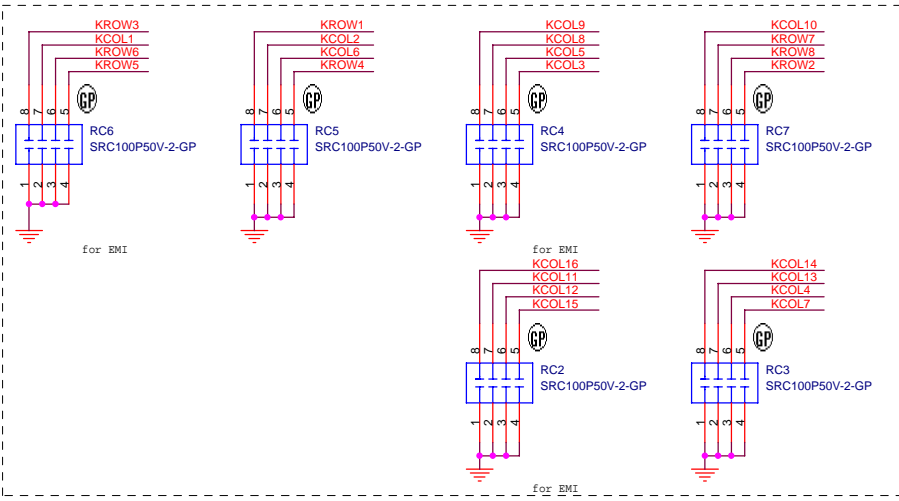 KROW3
KCOL1
KROW6
KROW5
8 7 6 5
GP
RC6
SRC100P50V-2-GP
1 2 3 4
for EMI
KROW1
KCOL2
KCOL6
KROW4
8 7 6 5
GP
RC5
SRC100P50V-2-GP
1 2 3 4
KCOL9
KCOL8
KCOL5
KCOL3
8 7 6 5
GP
RC4
SRC100P50V-2-GP
1 2 3 4
for EMI
KCOL10
KROW7
KROW8
KROW2
8 7 6 5
GP
RC7
SRC100P50V-2-GP
1 2 3 4
KCOL16
KCOL11
KCOL12
KCOL15
8 7 6 5
GP
RC2
SRC100P50V-2-GP
1 2 3 4
for EMI
KCOL14
KCOL13
KCOL4
KCOL7
8 7 6 5
GP
RC3
SRC100P50V-2-GP
1 2 3 4